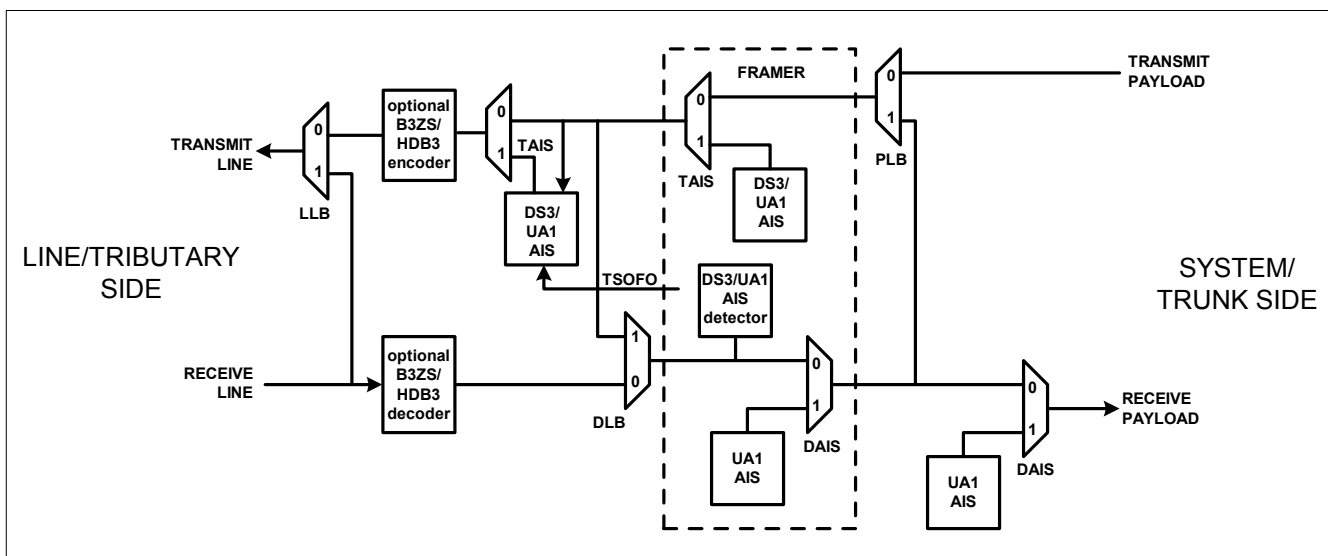 FRAMER
TRANSMIT
PAYLOAD
0
1
PLB
0
1
TAIS
DS3/
UA1
AIS
0
1
TAIS
DS3/
UA1
AIS
TSOFO
optional
B3ZS/
HDB3
encoder
0
1
LLB
TRANSMIT
LINE
LINE/TRIBUTARY
SIDE
SYSTEM/
TRUNK SIDE
RECEIVE
LINE
optional
B3ZS/
HDB3
decoder
1
0
DLB
DS3/UA1
AIS
detector
0
1
DAIS
UA1
AIS
0
1
DAIS
UA1
AIS
RECEIVE
PAYLOAD